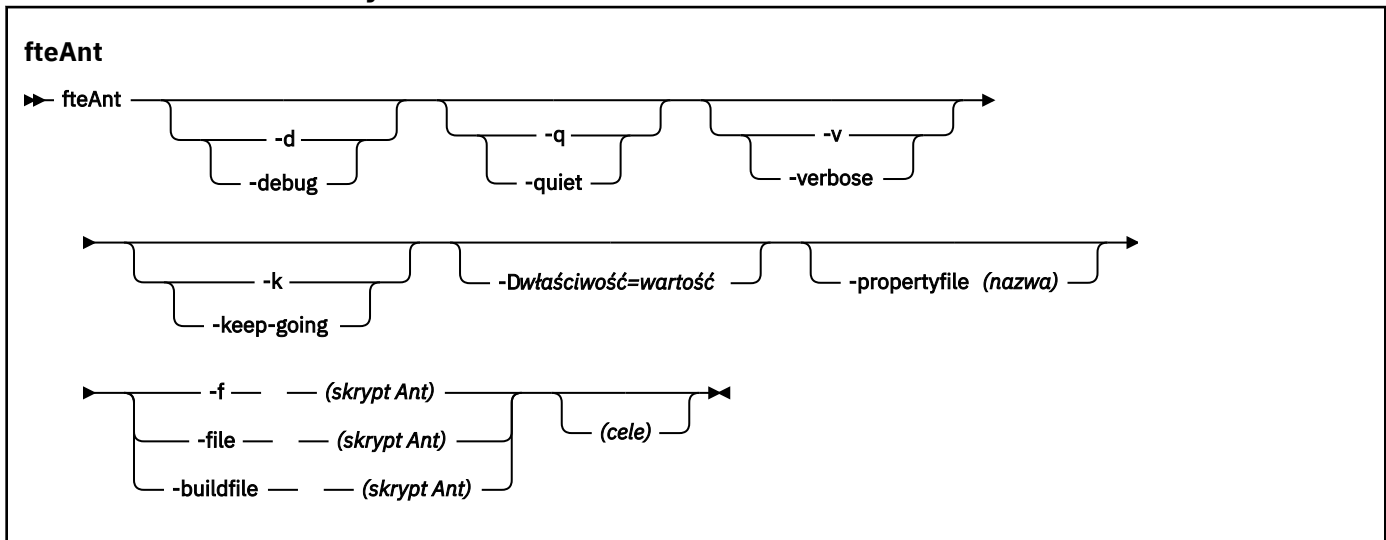 fteAnt
fteAnt
-d
-debug
-q
-quiet
-v
-verbose
-k
-keep-going
-Dwłaściwość=wartość
-propertyfile (nazwa)
-f (skrypt Ant)
-file (skrypt Ant)
-buildfile (skrypt Ant)
(cele)